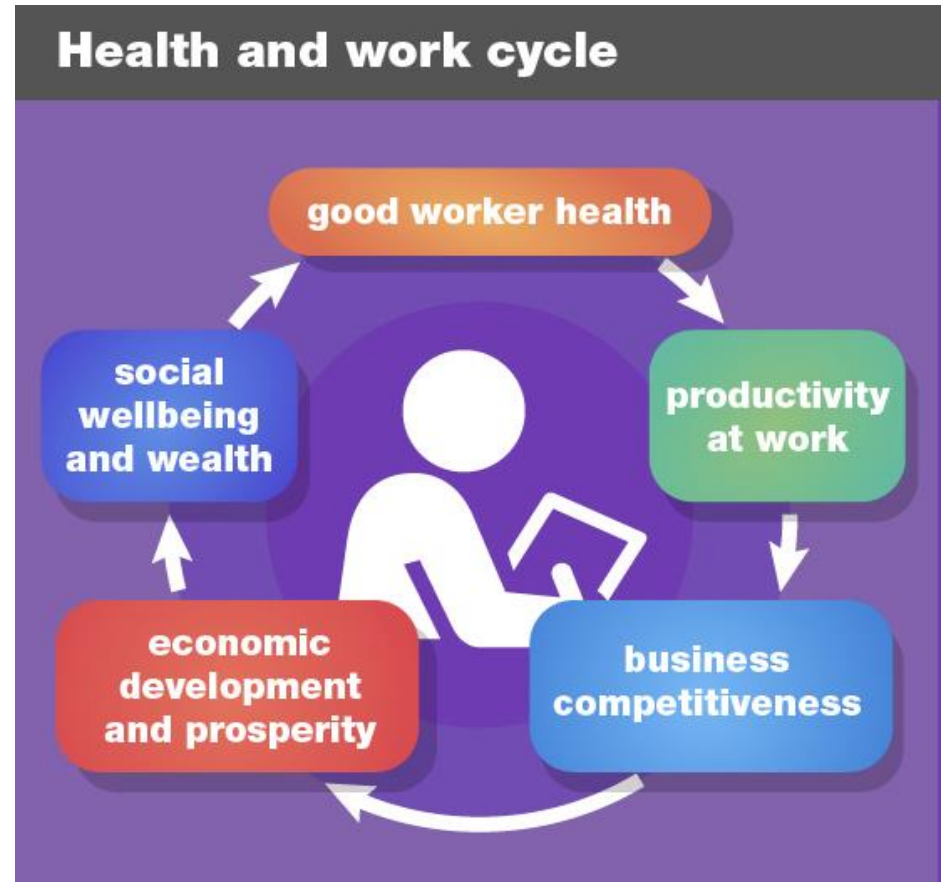 Health and work cycle
good worker health
productivity
at work
business
competitiveness
economic
development
and prosperity
social
wellbeing
and wealth